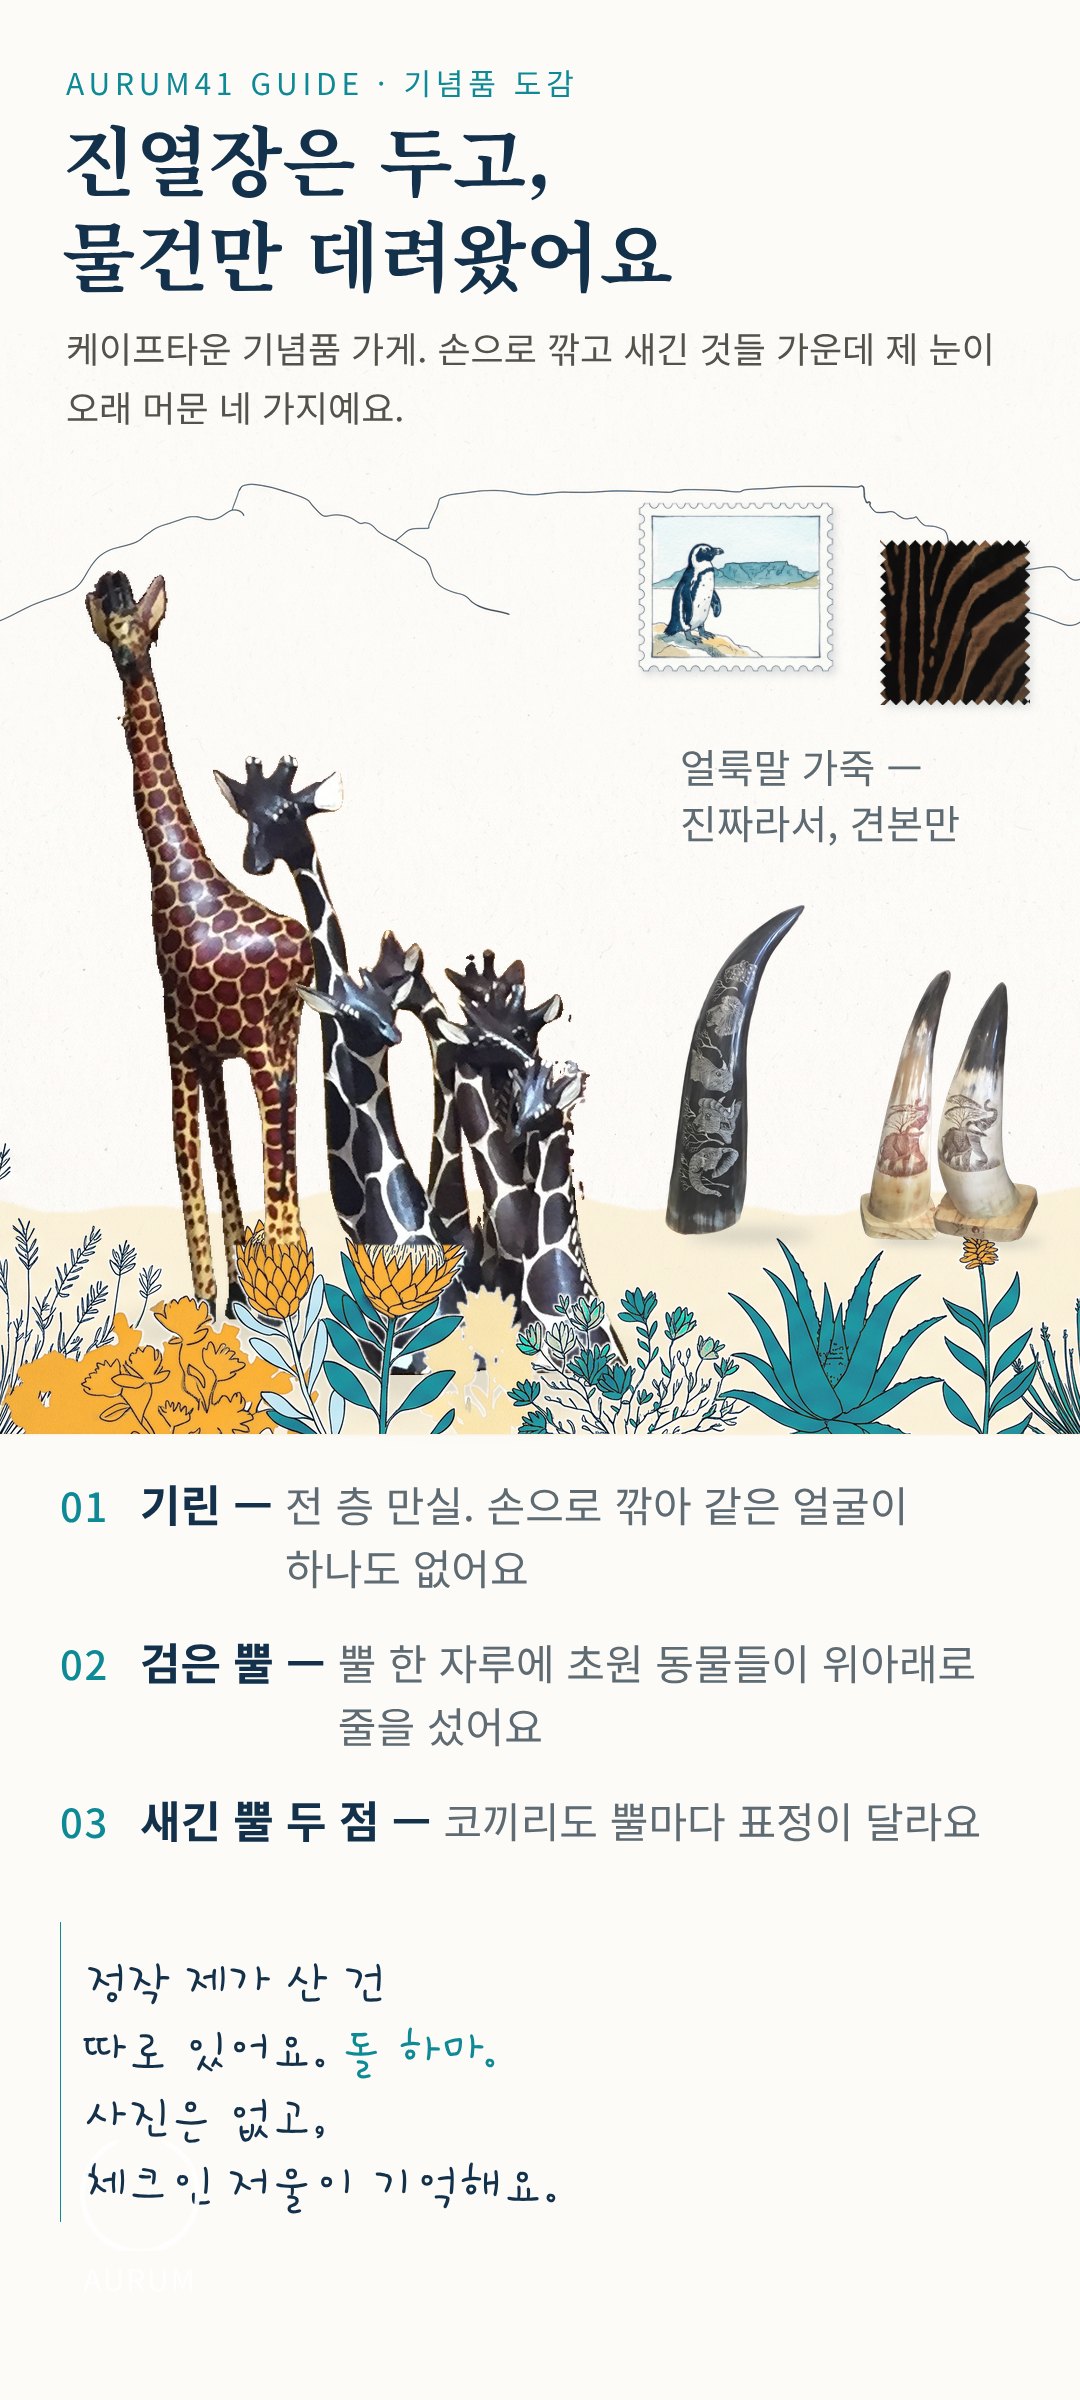 AURUM41 GUIDE · 기념품 도감
진열장은 두고,
물건만 데려왔어요
케이프타운 기념품 가게. 손으로 깎고 새긴 것들 가운데 제 눈이
오래 머문 네 가지예요.
얼룩말 가죽 —
진짜라서, 견본만
01 기린 — 전 층 만실. 손으로 깎아 같은 얼굴이
하나도 없어요
02 검은 뿔 — 뿔 한 자루에 초원 동물들이 위아래로
줄을 섰어요
03 새긴 뿔 두 점 — 코끼리도 뿔마다 표정이 달라요
정작 제가 산 건
따로 있어요. 돌 하마.
사진은 없고,
체크인 저울이 기억해요.
AURUM